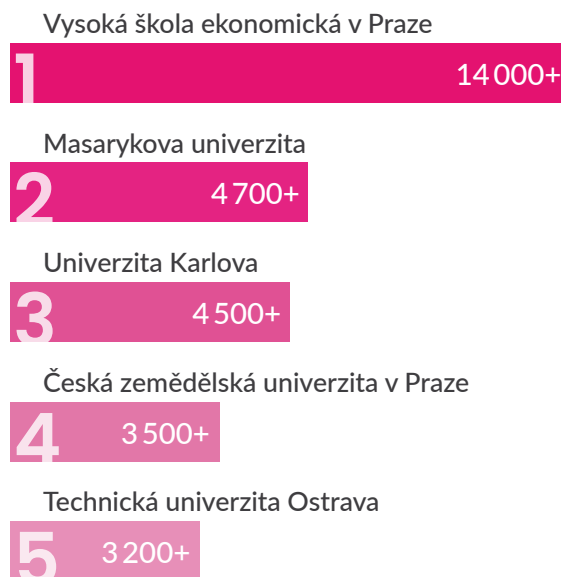 Vysoká škola ekonomická v Praze
1 14 000+
Masarykova univerzita
2 4 700+
Univerzita Karlova
3 4 500+
Česká zemědělská univerzita v Praze
4 3 500+
Technická univerzita Ostrava
5 3 200+